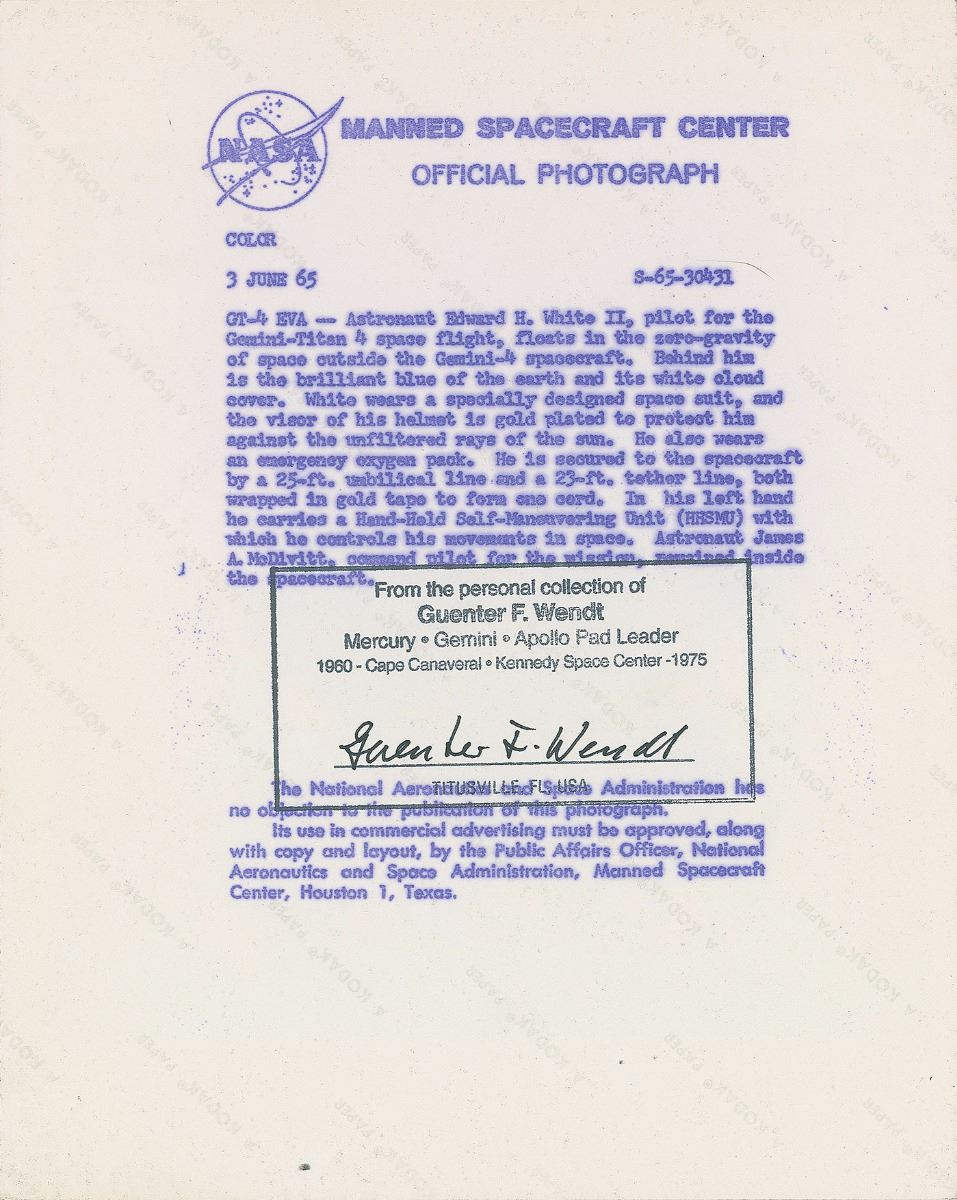 NASA
MANNED SPACECRAFT CENTER
OFFICIAL PHOTOGRAPH
COLOR
3 JUNE 65 S-65-30431
GT-4 EVA — Astronaut Edward H. White II, pilot for the
Gemini-Titan 4 space flight, floats in the zero-gravity
of space outside the Gemini-4 spacecraft. Behind him
is the brilliant blue of the earth and its white cloud
cover. White wears a specially designed space suit, and
the visor of his helmet is gold plated to protect him
against the unfiltered rays of the sun. He also wears
an emergency oxygen pack. He is secured to the spacecraft
by a 25-ft. umbilical line and a 23-ft. tether line, both
wrapped in gold tape to form one cord. In his left hand
he carries a Hand-Held Self-Maneuvering Unit (HHSMU) with
which he controls his movements in space. Astronaut James
A. McDivitt, command pilot for the mission, remained inside
the spacecraft.
From the personal collection of
Guenter F. Wendt
Mercury • Gemini • Apollo Pad Leader
1960 - Cape Canaveral • Kennedy Space Center -1975
Guenter F. Wendt
TITUSVILLE, FL, USA
The National Aeronautics and Space Administration has
no objection to the publication of this photograph.
Its use in commercial advertising must be approved, along
with copy and layout, by the Public Affairs Officer, National
Aeronautics and Space Administration, Manned Spacecraft
Center, Houston 1, Texas.
A KODAK® PAPER